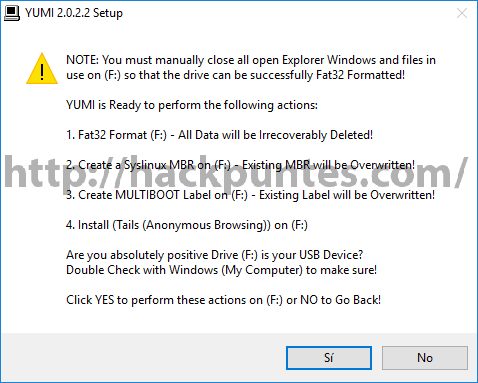 YUMI 2.0.2.2 Setup
NOTE: You must manually close all open Explorer Windows and files in
use on (F:) so that the drive can be successfully Fat32 Formatted!
YUMI is Ready to perform the following actions:
1. Fat32 Format (F:) - All Data will be Irrecoverably Deleted!
2. Create a Syslinux MBR on (F:) - Existing MBR will be Overwritten!
http://hackpuntes.com/
3. Create MULTIBOOT Label on (F:) - Existing Label will be Overwritten!
4. Install (Tails (Anonymous Browsing)) on (F:)
Are you absolutely positive Drive (F:) is your USB Device?
Double Check with Windows (My Computer) to make sure!
Click YES to perform these actions on (F:) or NO to Go Back!
Sí
No